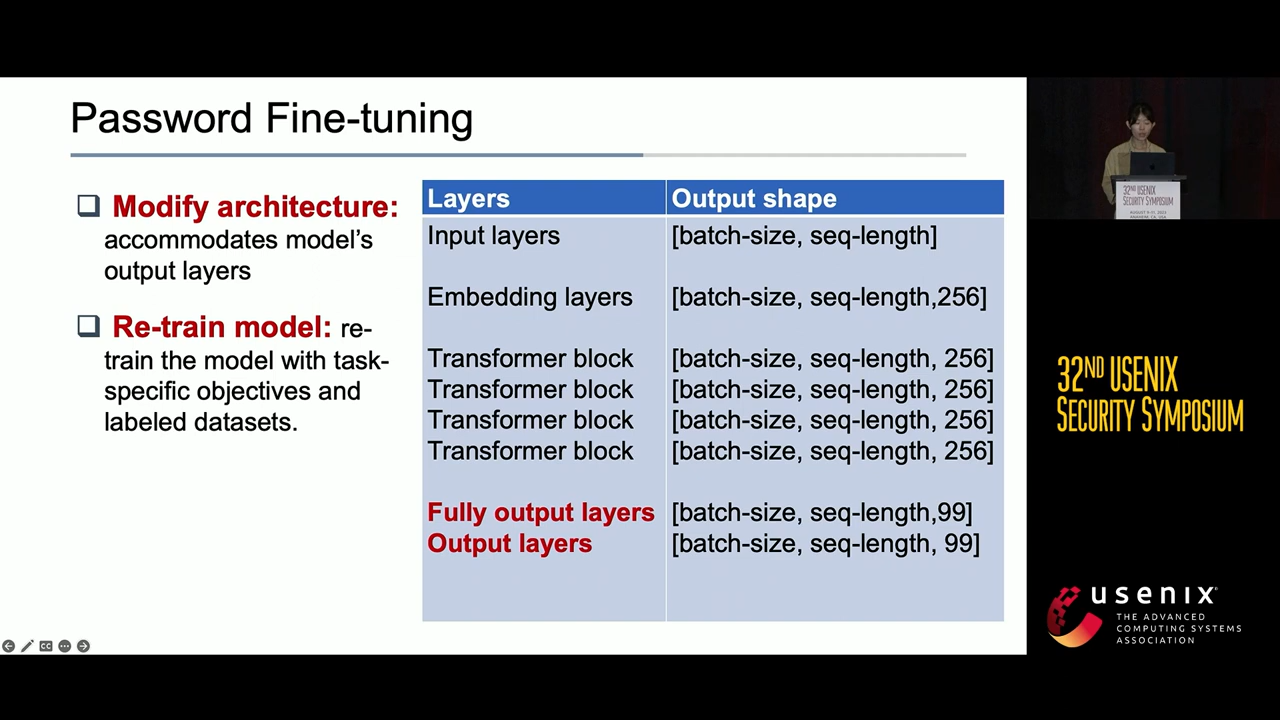 Password Fine-tuning
Modify architecture:
accommodates model's
output layers
Re-train model: re-
train the model with task-
specific objectives and
labeled datasets.
Layers Output shape
Input layers [batch-size, seq-length]
Embedding layers [batch-size, seq-length,256]
Transformer block [batch-size, seq-length, 256]
Transformer block [batch-size, seq-length, 256]
Transformer block [batch-size, seq-length, 256]
Transformer block [batch-size, seq-length, 256]
Fully output layers [batch-size, seq-length,99]
Output layers [batch-size, seq-length, 99]
32ND USENIX
SECURITY SYMPOSIUM
32ND USENIX
SECURITY SYMPOSIUM
usenix
THE ADVANCED
COMPUTING SYSTEMS
ASSOCIATION